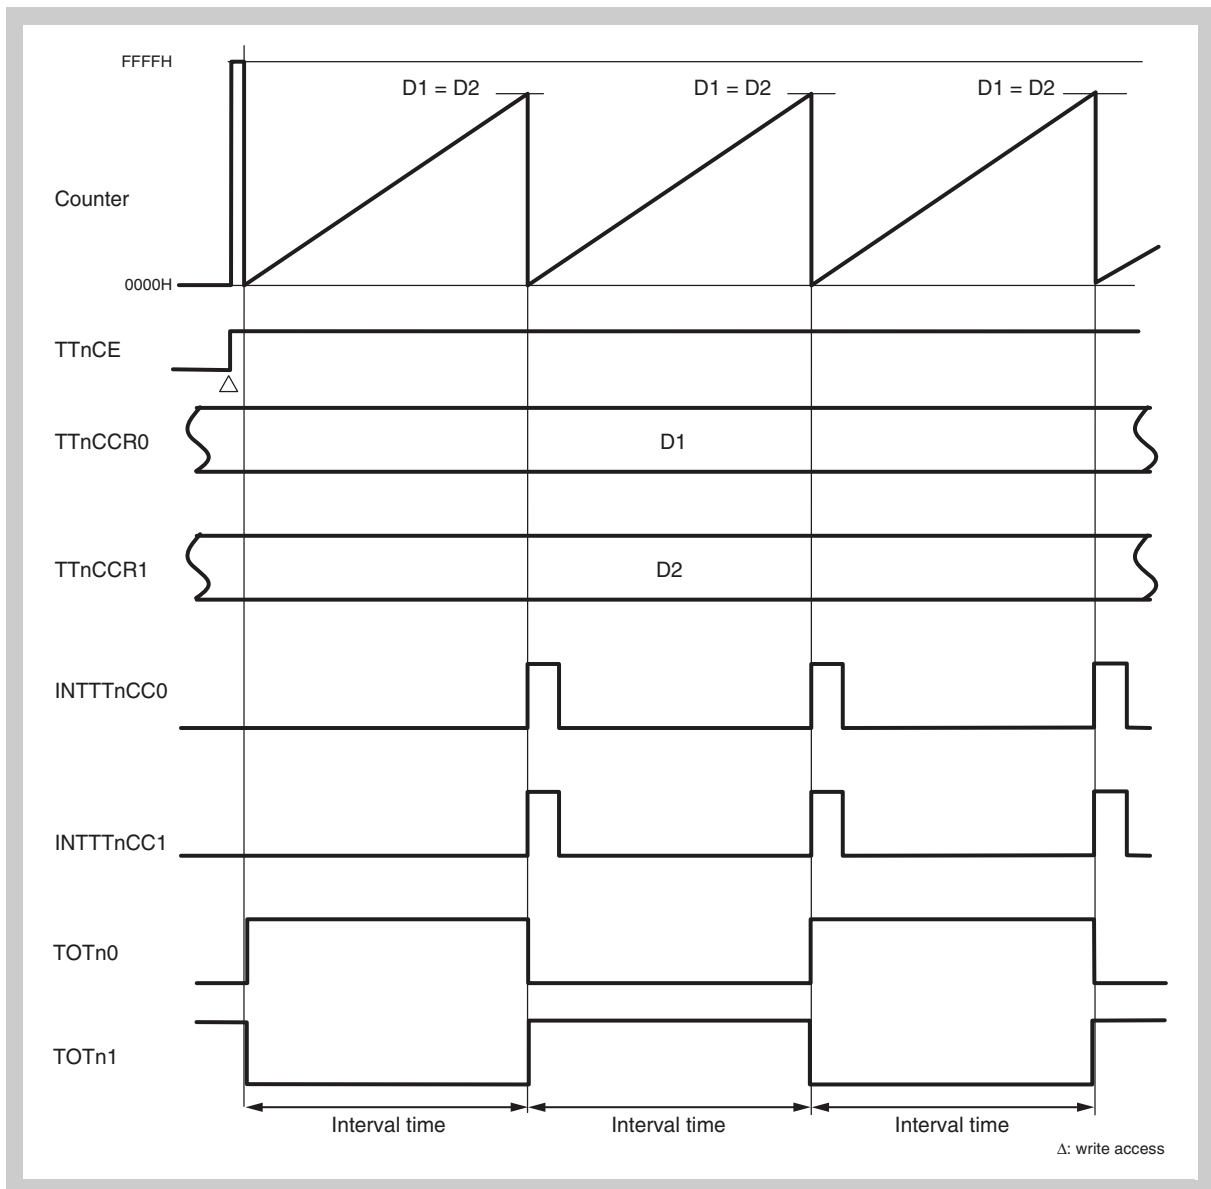 FFFFH
D1 = D2 D1 = D2 D1 = D2
Counter
0000H
TTnCE
TTnCCR0 D1
TTnCCR1 D2
INTTTnCC0
INTTTnCC1
TOTn0
TOTn1
Interval time Interval time Interval time
Δ: write access